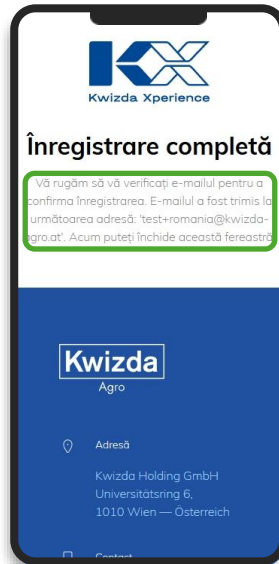 KX
Kwizda Xperience
Înregistrare completă
Vă rugăm să vă verificați e-mailul pentru a
confirma înregistrarea. E-mailul a fost trimis la
următoarea adresă: 'test+romania@kwizda-
agro.at'. Acum puteți închide această fereastră
Kwizda
Agro
Adresă
Kwizda Holding GmbH
Universitätsring 6,
1010 Wien — Österreich
Contact